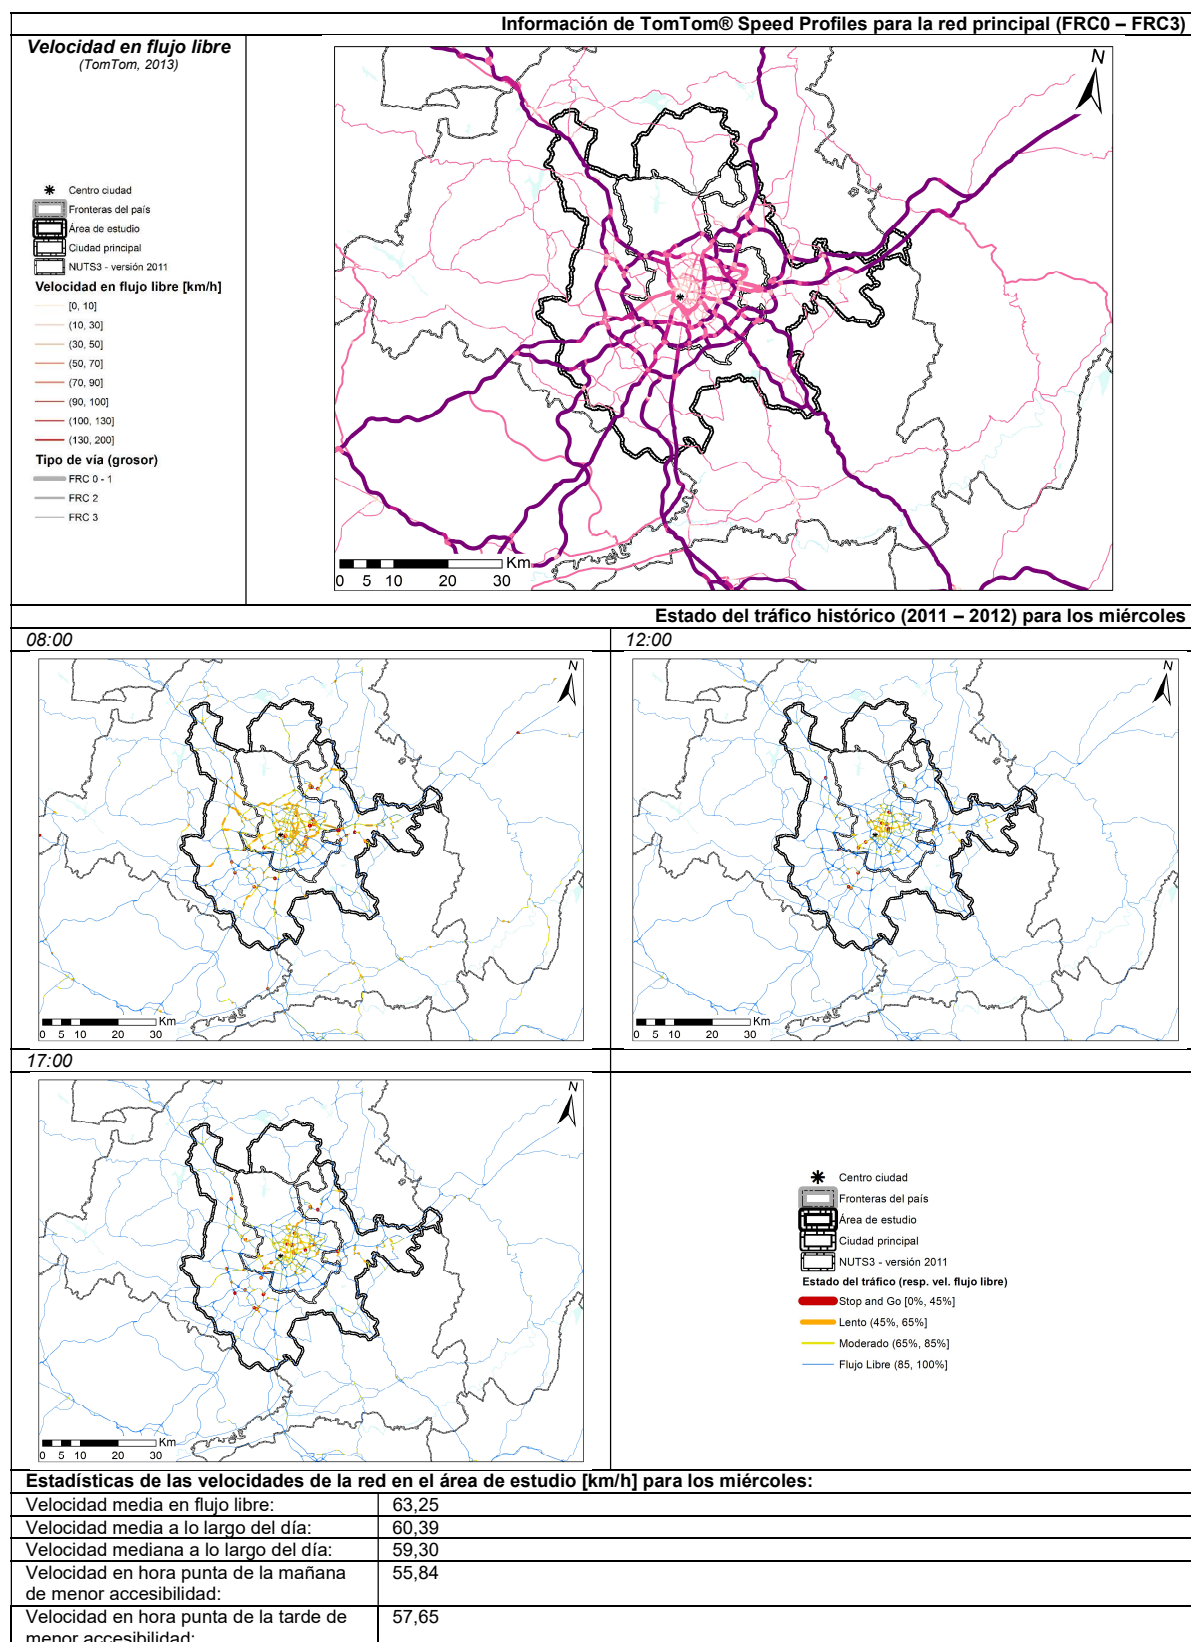 Información de TomTom® Speed Profiles para la red principal (FRC0 – FRC3)
Velocidad en flujo libre
(TomTom, 2013)
Centro ciudad
Fronteras del país
Área de estudio
Ciudad principal
NUTS3 - versión 2011
Velocidad en flujo libre [km/h]
[0, 10]
(10, 30]
(30, 50]
(50, 70]
(70, 90]
(90, 100]
(100, 130]
(130, 200]
Tipo de vía (grosor)
FRC 0 - 1
FRC 2
FRC 3
N
Km
0 5 10 20 30
Estado del tráfico histórico (2011 – 2012) para los miércoles
08:00
12:00
N
Km
0 5 10 20 30
N
Km
0 5 10 20 30
17:00
N
Km
0 5 10 20 30
Centro ciudad
Fronteras del país
Área de estudio
Ciudad principal
NUTS3 - versión 2011
Estado del tráfico (resp. vel. flujo libre)
Stop and Go [0%, 45%]
Lento (45%, 65%]
Moderado (65%, 85%]
Flujo Libre (85, 100%]
Estadísticas de las velocidades de la red en el área de estudio [km/h] para los miércoles:
Velocidad media en flujo libre: 63,25
Velocidad media a lo largo del día: 60,39
Velocidad mediana a lo largo del día: 59,30
Velocidad en hora punta de la mañana 55,84
de menor accesibilidad:
Velocidad en hora punta de la tarde de 57,65
menor accesibilidad: